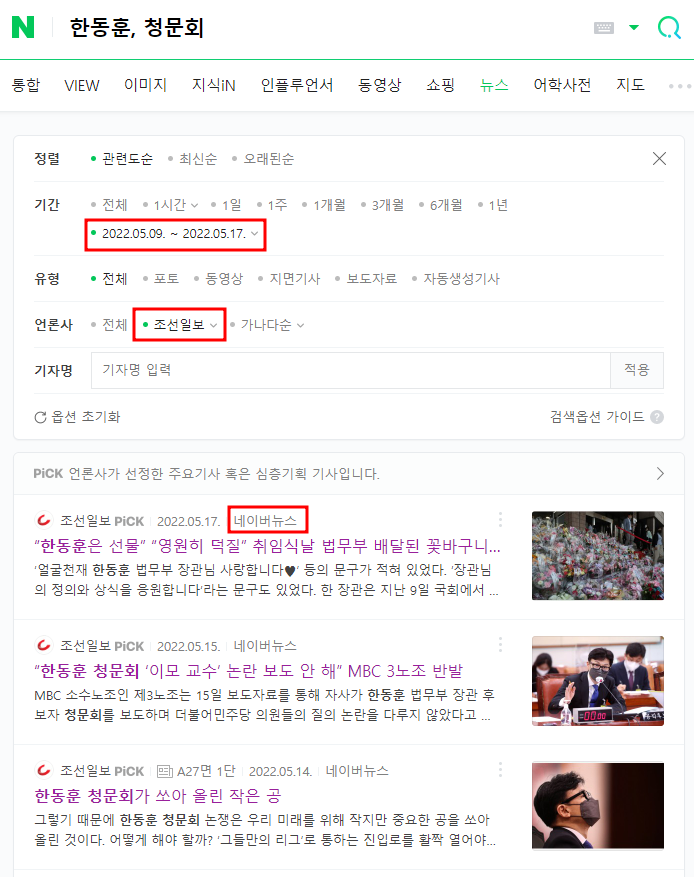 N 한동훈, 청문회
통합 VIEW 이미지 지식iN 인플루언서 동영상 쇼핑 뉴스 어학사전 지도
정렬 관련도순 최신순 오래된순
기간 전체 1시간 1일 1주 1개월 3개월 6개월 1년
2022.05.09. ~ 2022.05.17.
유형 전체 포토 동영상 지면기사 보도자료 자동생성기사
언론사 전체 조선일보 가나다순
기자명 기자명 입력 적용
옵션 초기화 검색옵션 가이드 ?
PiCK 언론사가 선정한 주요기사 혹은 심층기획 기사입니다.
조선일보 PiCK 2022.05.17. 네이버뉴스
“한동훈은 선물” “영원히 덕질” 취임식날 법무부 배달된 꽃바구니...
‘얼굴천재 한동훈 법무부 장관님 사랑합니다♥’ 등의 문구가 적혀 있었다. ‘장관님
의 정의와 상식을 응원합니다’라는 문구도 있었다. 한 장관은 지난 9일 국회에서 ...
조선일보 PiCK 2022.05.15. 네이버뉴스
“한동훈 청문회 ‘이모 교수’ 논란 보도 안 해” MBC 3노조 반발
MBC 소수노조인 제3노조는 15일 보도자료를 통해 자사가 한동훈 법무부 장관 후
보자 청문회를 보도하며 더불어민주당 의원들의 질의 논란을 다루지 않았다고 ...
조선일보 PiCK A27면 1단 2022.05.14. 네이버뉴스
한동훈 청문회가 쏘아 올린 작은 공
그렇기 때문에 한동훈 청문회 논쟁은 우리 미래를 위해 작지만 중요한 공을 쏘아
올린 것이다. 어떻게 해야 할까? ‘그들만의 리그’로 통하는 진입로를 활짝 열어야...